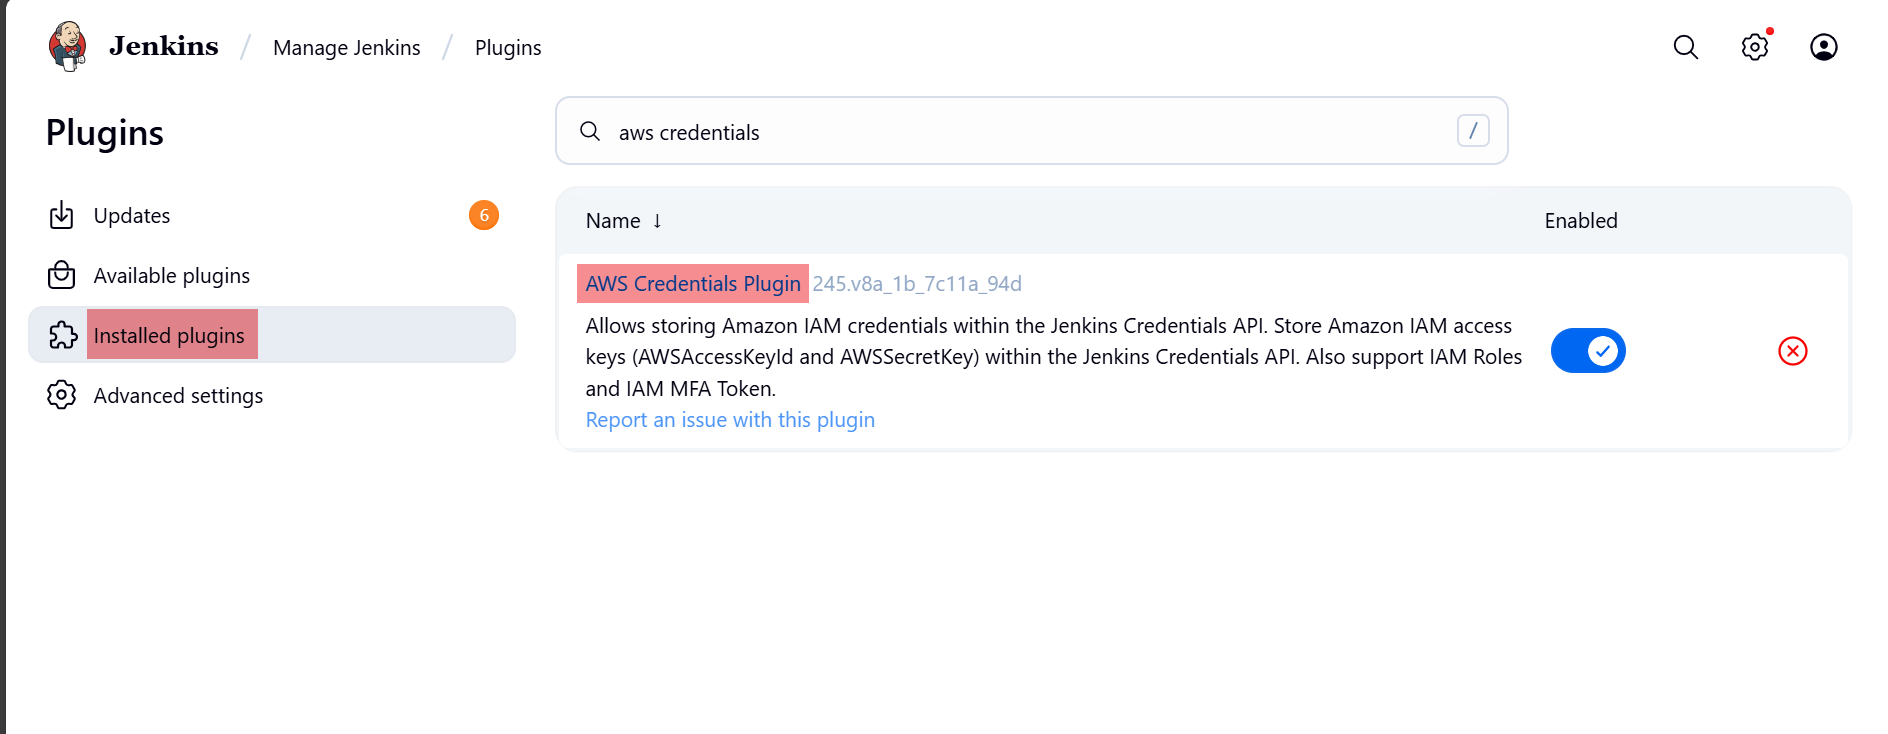 Jenkins / Manage Jenkins / Plugins
Plugins
aws credentials /
Updates 6
Available plugins
Installed plugins
Advanced settings
Name ↓ Enabled
AWS Credentials Plugin 245.v8a_1b_7c11a_94d
Allows storing Amazon IAM credentials within the Jenkins Credentials API. Store Amazon IAM access
keys (AWSAccessKeyId and AWSSecretKey) within the Jenkins Credentials API. Also support IAM Roles
and IAM MFA Token.
Report an issue with this plugin